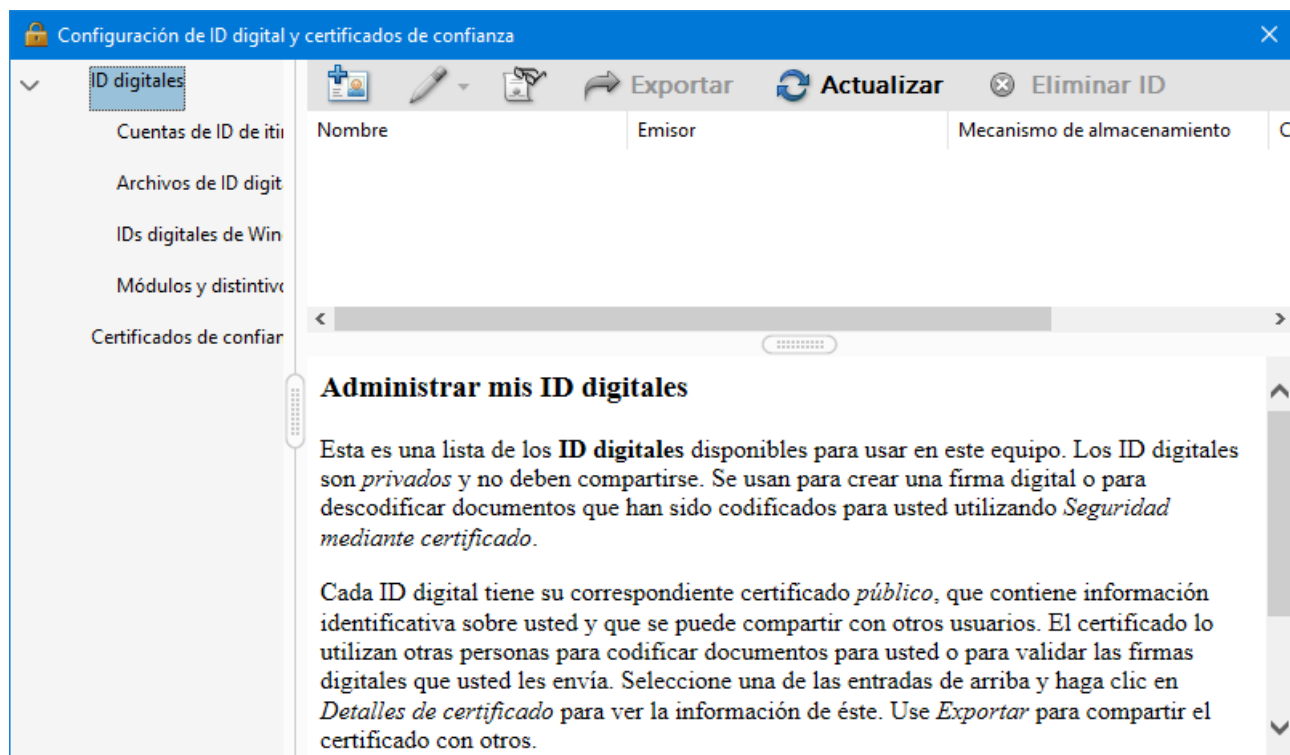 Configuración de ID digital y certificados de confianza
ID digitales
Cuentas de ID de iti
Archivos de ID digit
IDs digitales de Win
Módulos y distintiv
Certificados de confiar
Exportar Actualizar Eliminar ID
Nombre Emisor Mecanismo de almacenamiento C
Administrar mis ID digitales
Esta es una lista de los ID digitales disponibles para usar en este equipo. Los ID digitales
son privados y no deben compartirse. Se usan para crear una firma digital o para
descodificar documentos que han sido codificados para usted utilizando Seguridad
mediante certificado.
Cada ID digital tiene su correspondiente certificado público, que contiene información
identificativa sobre usted y que se puede compartir con otros usuarios. El certificado lo
utilizan otras personas para codificar documentos para usted o para validar las firmas
digitales que usted les envía. Seleccione una de las entradas de arriba y haga clic en
Detalles de certificado para ver la información de éste. Use Exportar para compartir el
certificado con otros.